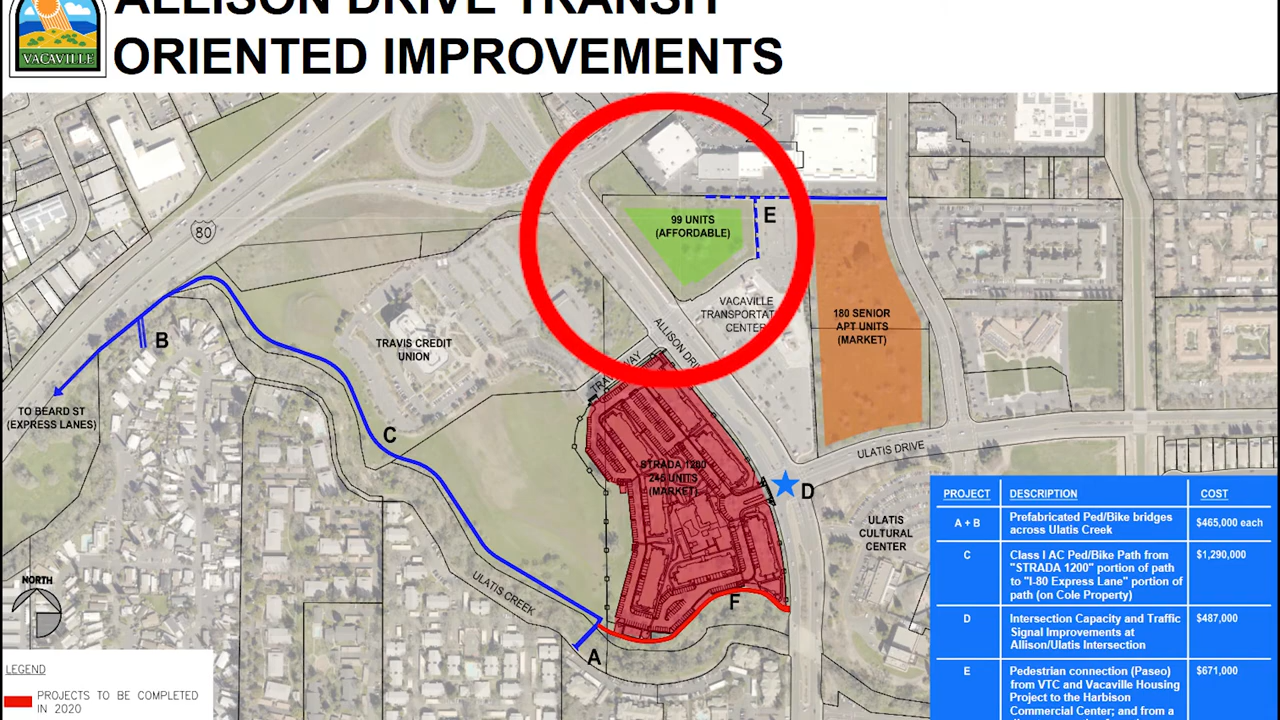 ALLISON DRIVE TRANSIT
ORIENTED IMPROVEMENTS
VACAVILLE
80
99 UNITS
(AFFORDABLE)
E
VACAVILLE
TRANSPORTAT
CENTER
180 SENIOR
APT UNITS
(MARKET)
ALLISON DRI
TRAVIS CREDIT
UNION
B
TO BEARD ST
(EXPRESS LANES)
C
STRADA 1200
245 UNITS
(MARKET)
ULATIS DRIVE
D
ULATIS
CULTURAL
CENTER
NORTH
ULATIS CREEK
F
A
LEGEND
PROJECTS TO BE COMPLETED
IN 2020
PROJECT DESCRIPTION COST
A + B Prefabricated Ped/Bike bridges across Ulatis Creek $465,000 each
C Class I AC Ped/Bike Path from "STRADA 1200" portion of path to "I-80 Express Lane" portion of path (on Cole Property) $1,290,000
D Intersection Capacity and Traffic Signal Improvements at Allison/Ulatis Intersection $487,000
E Pedestrian connection (Paseo) from VTC and Vacaville Housing Project to the Harbison Commercial Center; and from a $671,000